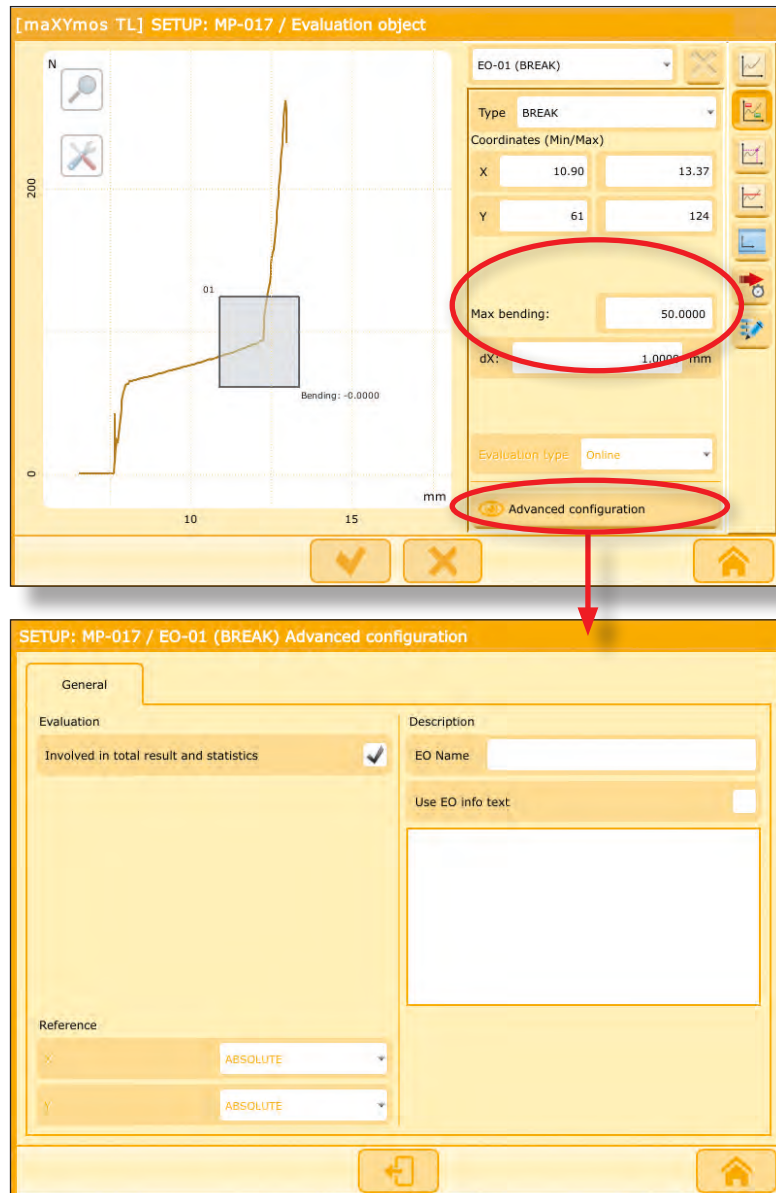 [maXYmos TL] SETUP: MP-017 / Evaluation object
N
200
0
01
Bending: -0.0000
10
15
mm
EO-01 (BREAK)
Type BREAK
Coordinates (Min/Max)
X 10.90 13.37
Y 61 124
Max bending: 50.0000
dX: 1.0000 mm
Evaluation type Online
Advanced configuration
SETUP: MP-017 / EO-01 (BREAK) Advanced configuration
General
Evaluation
Involved in total result and statistics
Reference
X ABSOLUTE
Y ABSOLUTE
Description
EO Name
Use EO info text